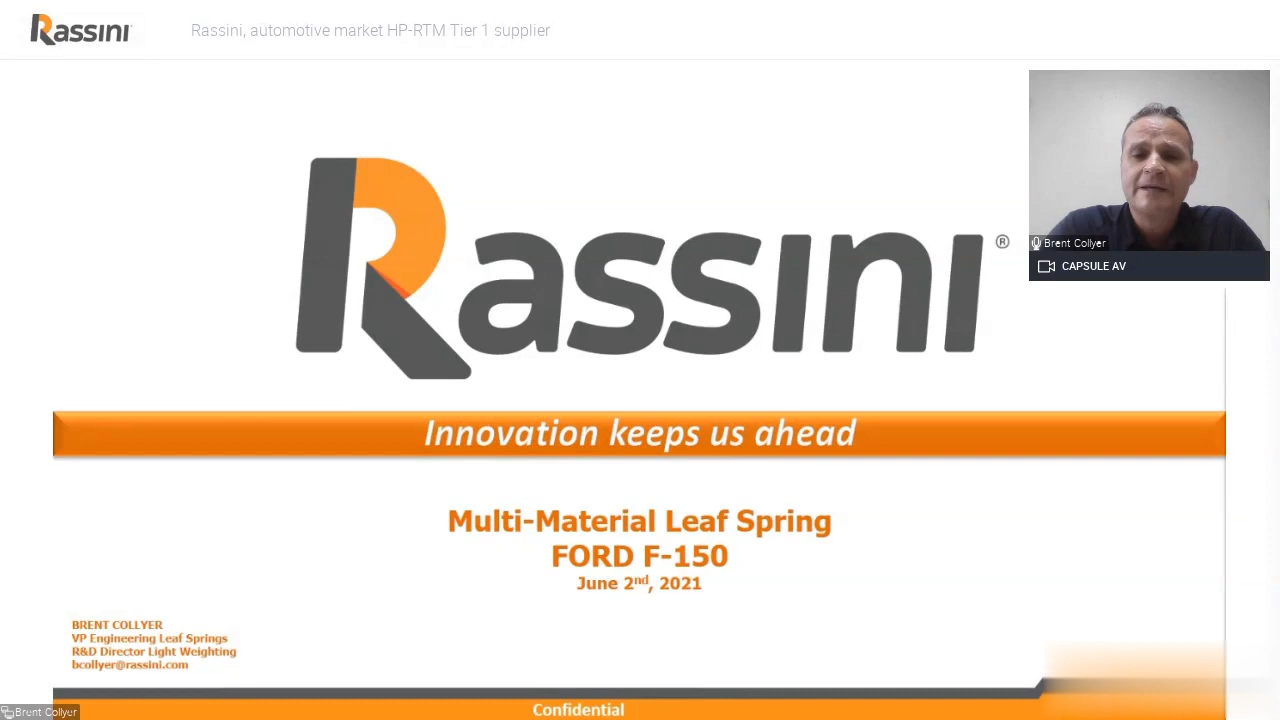 Rassini
Rassini, automotive market HP-RTM Tier 1 supplier
Rassini®
Brent Collyer
CAPSULE AV
Innovation keeps us ahead
Multi-Material Leaf Spring
FORD F-150
June 2nd, 2021
BRENT COLLYER
VP Engineering Leaf Springs
R&D Director Light Weighting
bcollyer@rassini.com
Brent Collyer
Confidential